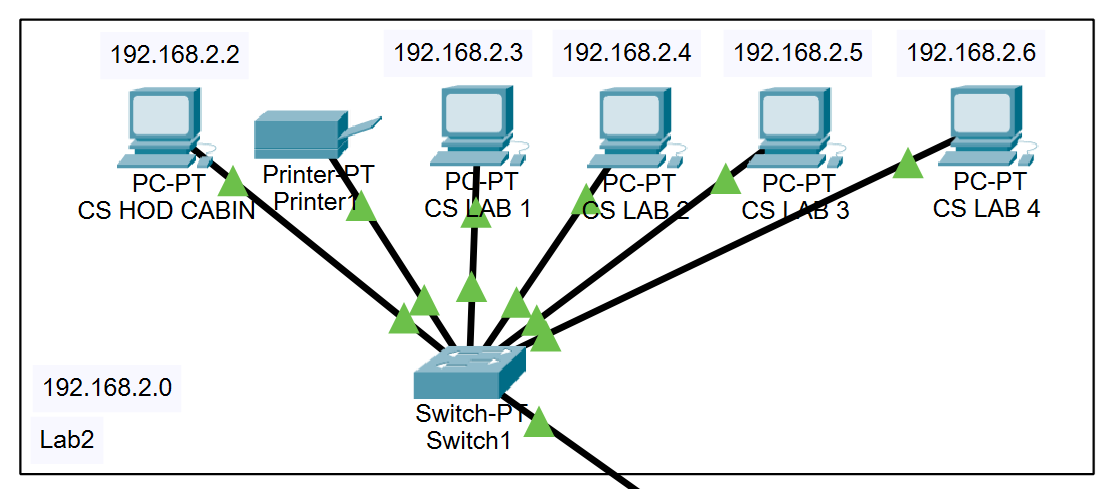 192.168.2.2
192.168.2.3
192.168.2.4
192.168.2.5
192.168.2.6
PC-PT
CS HOD CABIN
Printer-PT
Printer1
PC-PT
CS LAB 1
PC-PT
CS LAB 2
PC-PT
CS LAB 3
PC-PT
CS LAB 4
192.168.2.0
Lab2
Switch-PT
Switch1